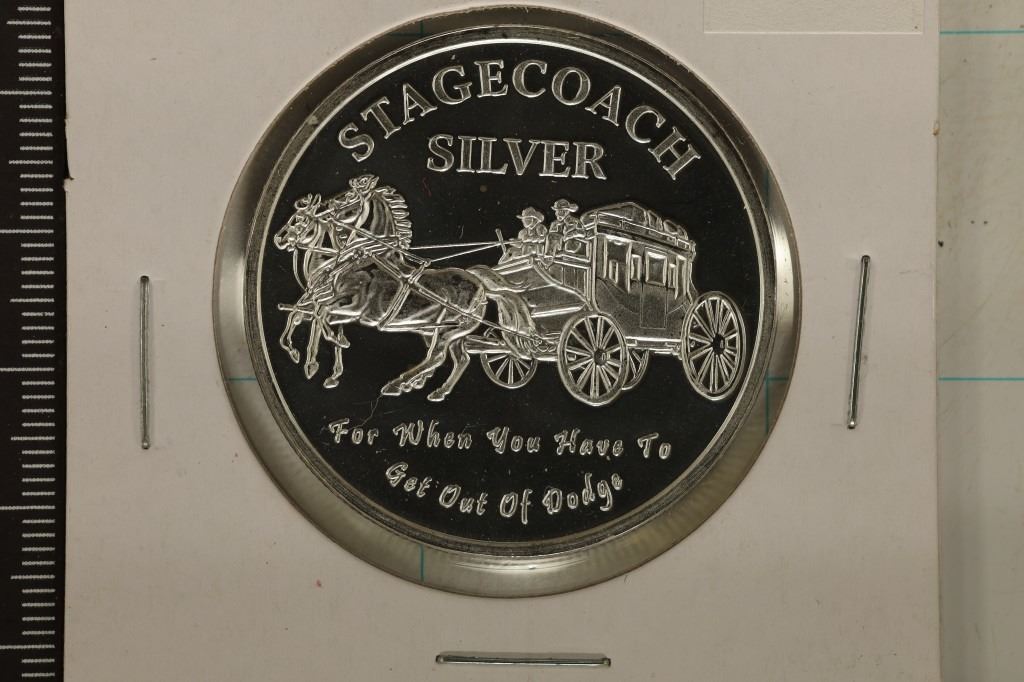 STAGECOACH
SILVER
For When You Have To
Get Out Of Dodge